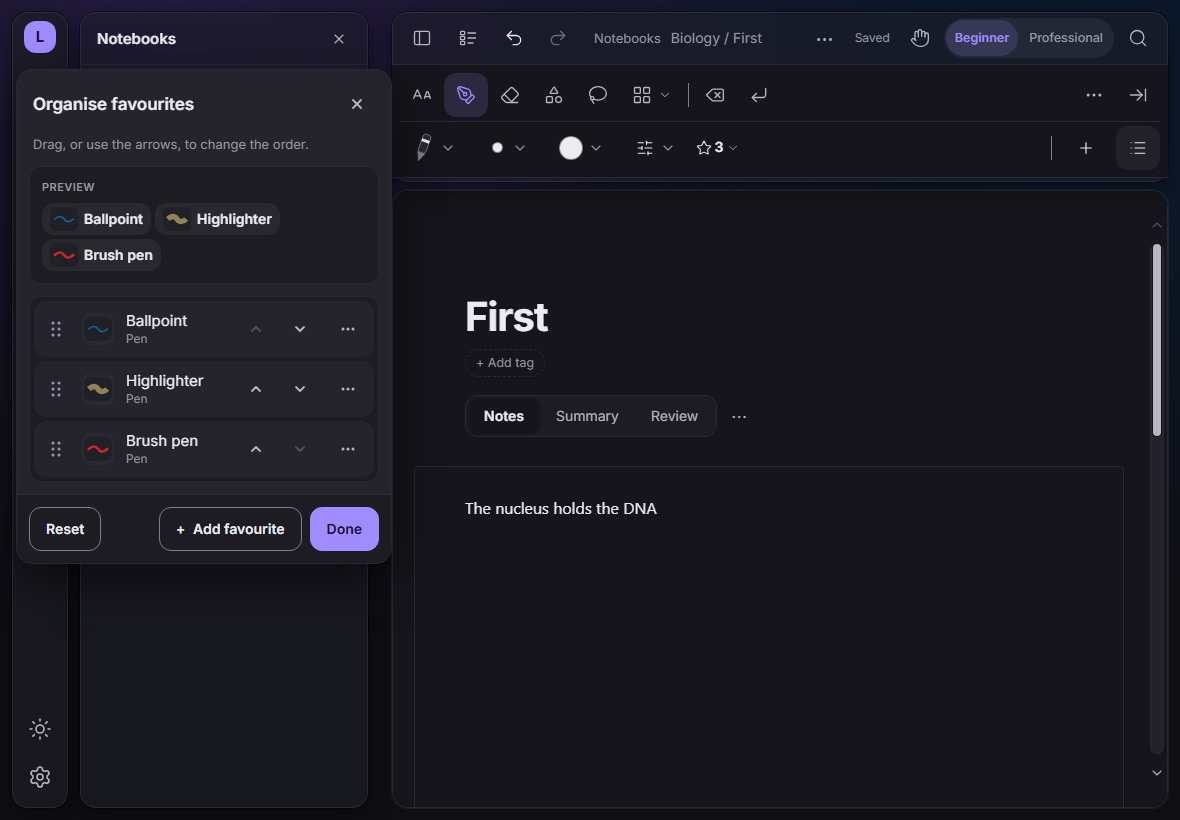 L
Notebooks
Notebooks Biology / First
Saved
Beginner Professional
AA
3
Organise favourites
Drag, or use the arrows, to change the order.
PREVIEW
Ballpoint Highlighter
Brush pen
Ballpoint
Pen
Highlighter
Pen
Brush pen
Pen
Reset + Add favourite Done
First
+ Add tag
Notes Summary Review
The nucleus holds the DNA